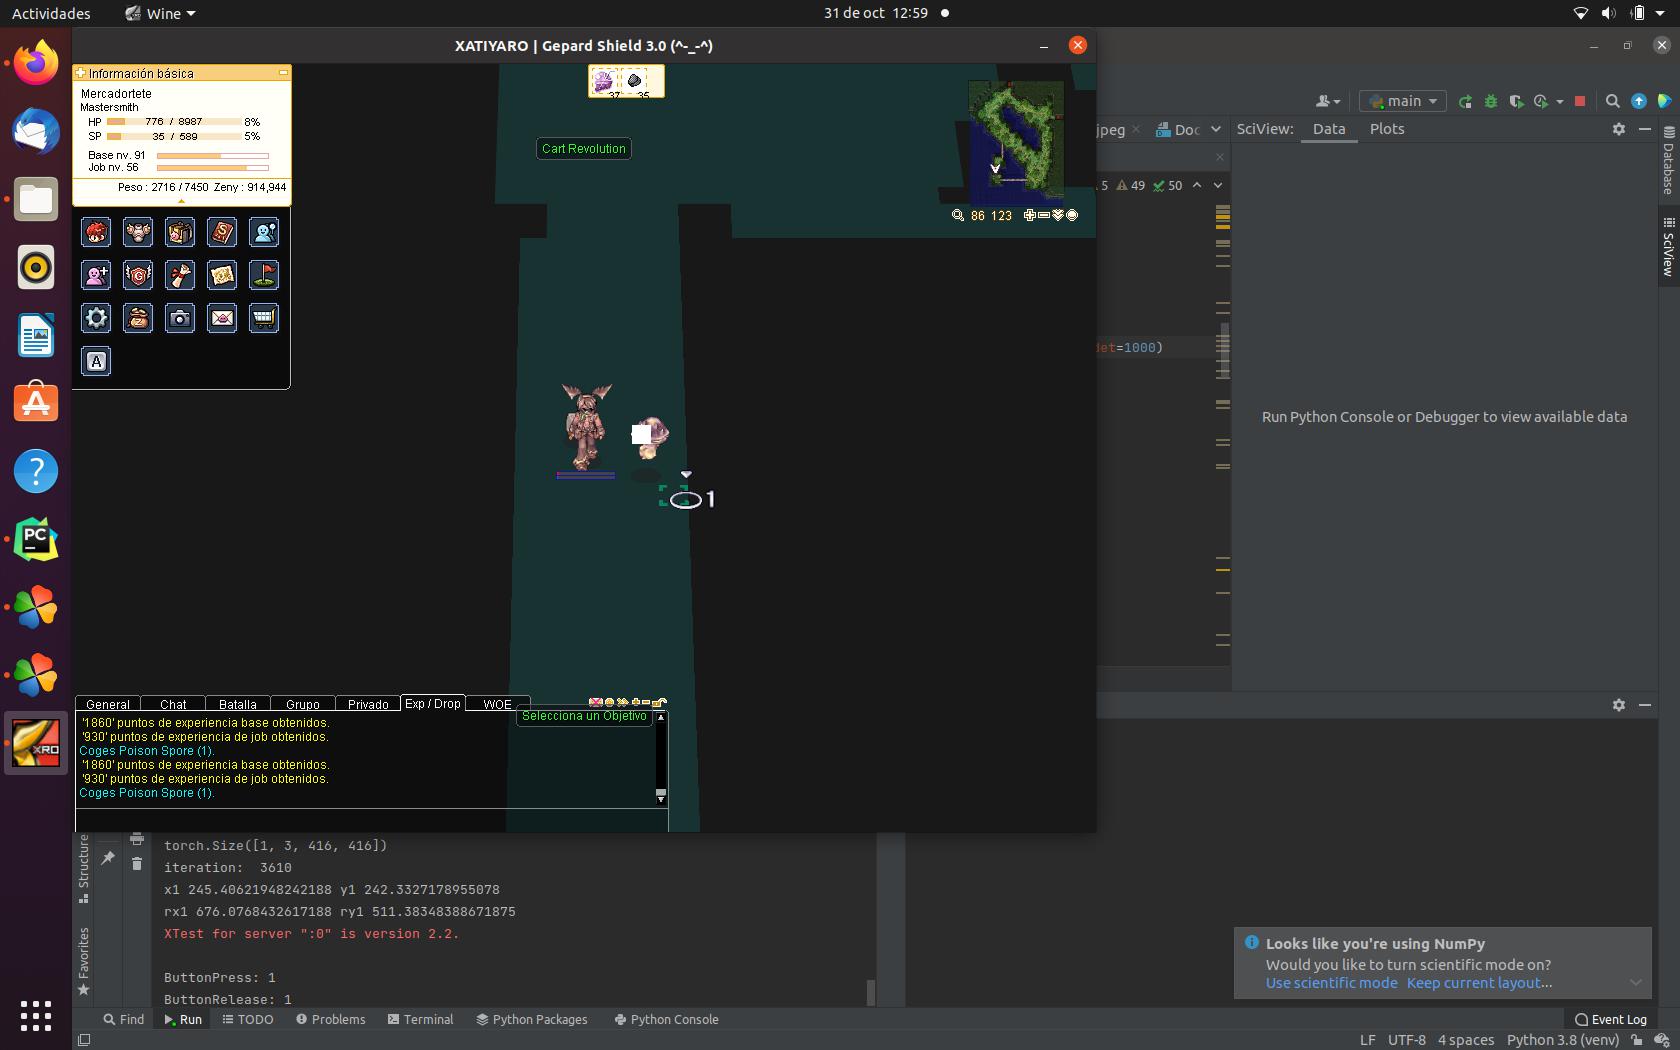 Actividades
Wine
31 de oct 12:59
XATIYARO | Gepard Shield 3.0 (^-_-^)
Información básica
Mercadortete
Mastersmith
HP 776 / 8987 8%
SP 35 / 589 5%
Base nv. 91
Job nv. 56
Peso : 2716 / 7450 Zeny : 914,944
37 35
Cart Revolution
86 123
1
General Chat Batalla Grupo Privado Exp / Drop WOE
Selecciona un Objetivo
'1860' puntos de experiencia base obtenidos.
'930' puntos de experiencia de job obtenidos.
Coges Poison Spore (1).
'1860' puntos de experiencia base obtenidos.
'930' puntos de experiencia de job obtenidos.
Coges Poison Spore (1).
main
jpeg Doc
SciView: Data Plots
5 49 50
det=1000)
Run Python Console or Debugger to view available data
Database
SciView
Structure
Favorites
torch.Size([1, 3, 416, 416])
iteration:  3610
x1 245.40621948242188 y1 242.3327178955078
rx1 676.0768432617188 ry1 511.38348388671875
XTest for server ":0" is version 2.2.
ButtonPress: 1
ButtonRelease: 1
Looks like you're using NumPy
Would you like to turn scientific mode on?
Use scientific mode Keep current layout...
Find Run TODO Problems Terminal Python Packages Python Console
Event Log
LF UTF-8 4 spaces Python 3.8 (venv)
PC
XRO
A